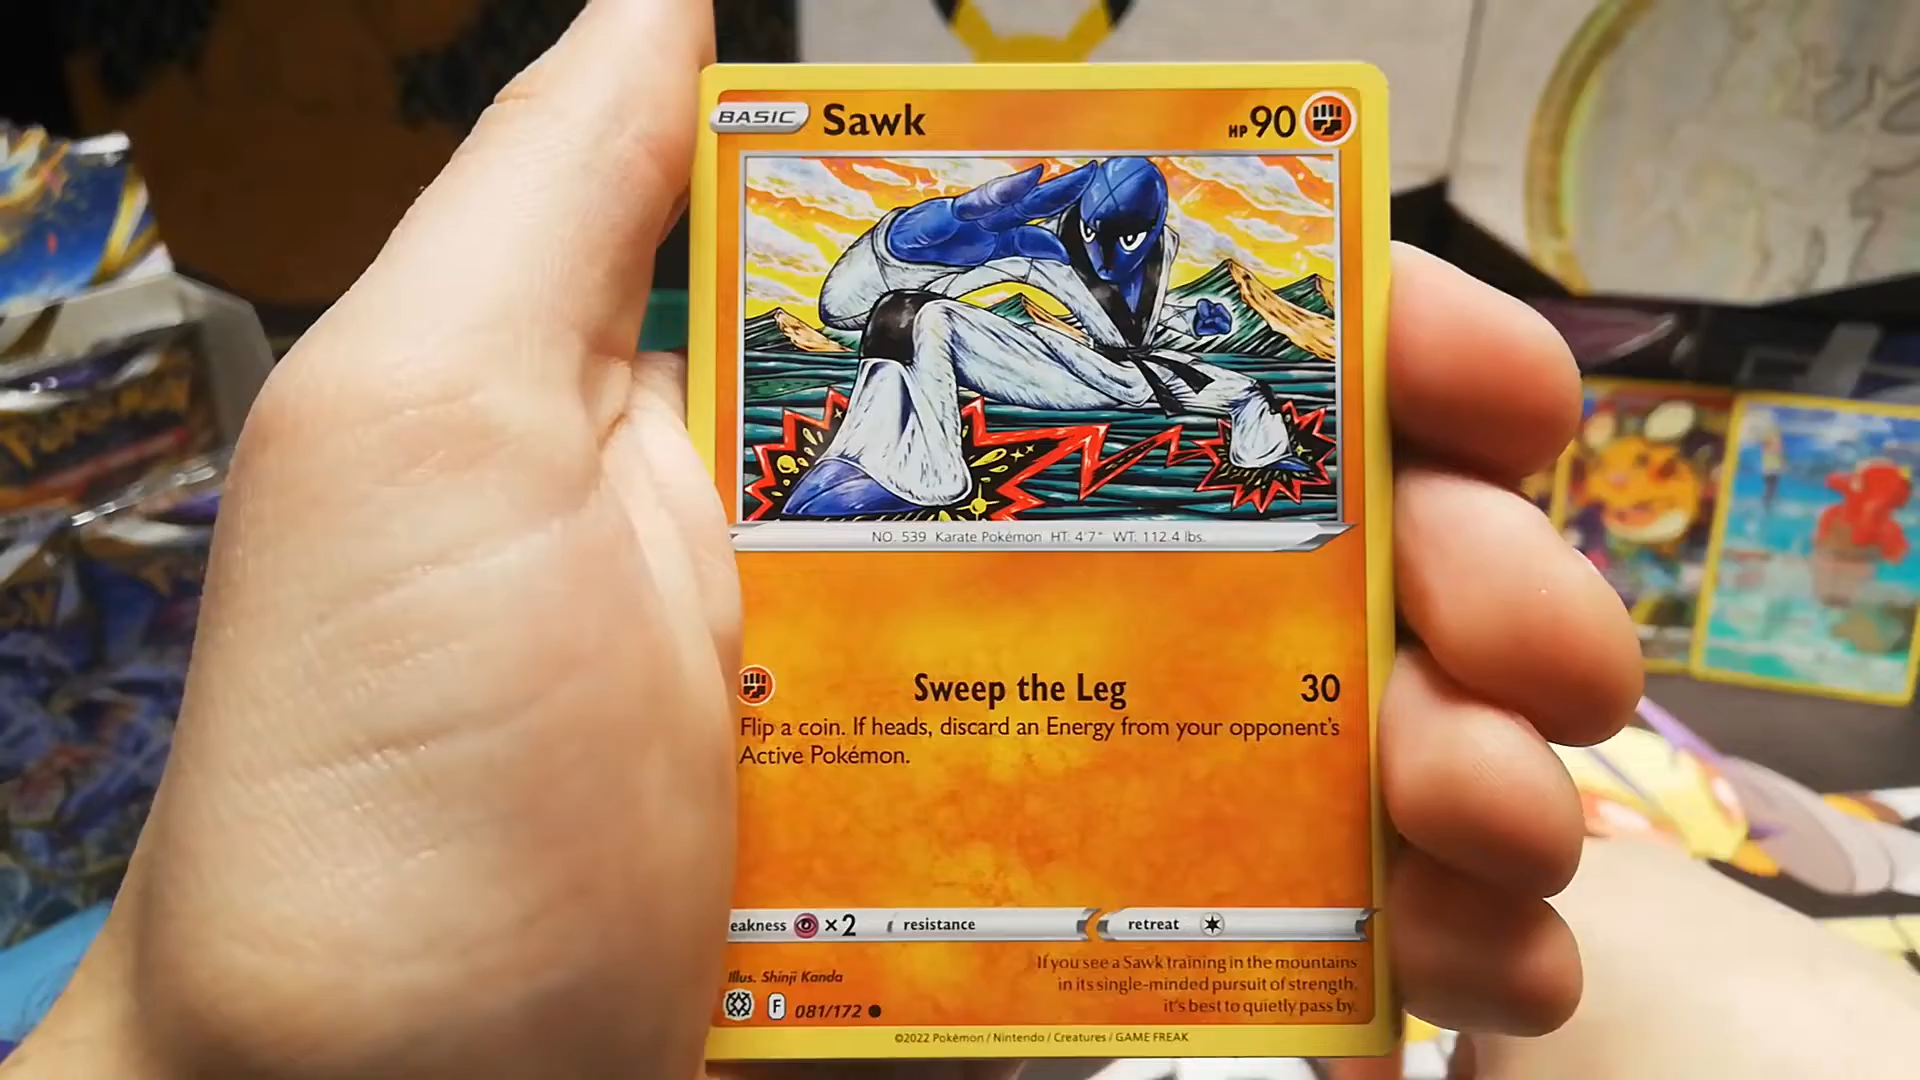 BASIC Sawk HP 90
NO. 539 Karate Pokémon HT: 4'7" WT: 112.4 lbs.
Sweep the Leg 30
Flip a coin. If heads, discard an Energy from your opponent's
Active Pokémon.
eakness ×2 resistance retreat
Illus. Shinji Kanda
If you see a Sawk training in the mountains
in its single-minded pursuit of strength,
it's best to quietly pass by.
F 081/172
©2022 Pokémon / Nintendo / Creatures / GAME FREAK